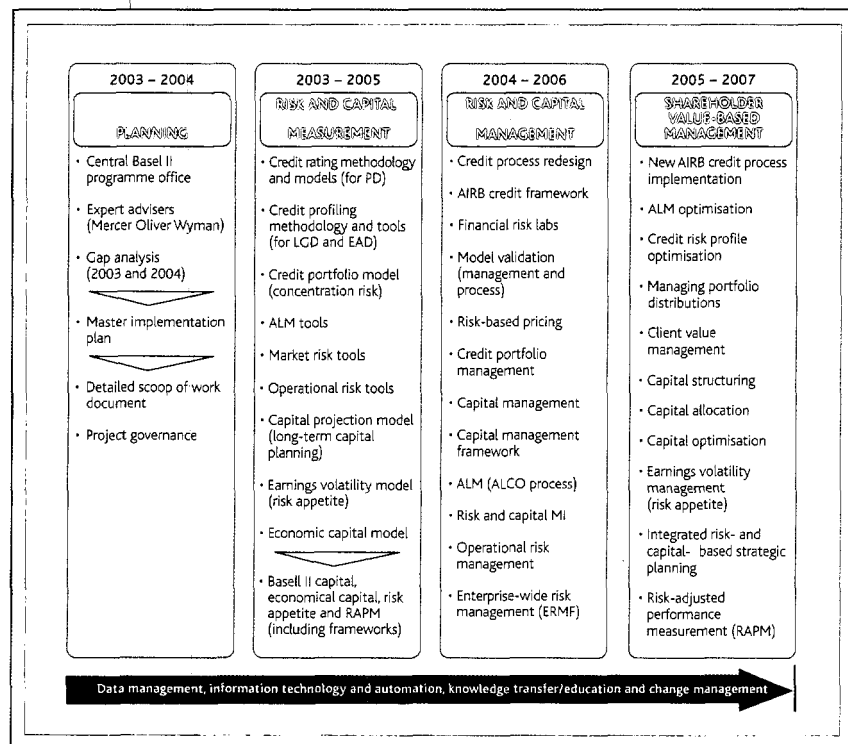 2003 – 2004
PLANNING
• Central Basel II
programme office
• Expert advisers
(Mercer Oliver Wyman)
• Gap analysis
(2003 and 2004)
• Master implementation
plan
• Detailed scoop of work
document
• Project governance
2003 – 2005
RISK AND CAPITAL
MEASUREMENT
• Credit rating methodology
and models (for PD)
• Credit profiling
methodology and tools
(for LGD and EAD)
• Credit portfolio model
(concentration risk)
• ALM tools
• Market risk tools
• Operational risk tools
• Capital projection model
(long-term capital
planning)
• Earnings volatility model
(risk appetite)
• Economic capital model
• Basell II capital,
economical capital, risk
appetite and RAPM
(including frameworks)
2004 – 2006
RISK AND CAPITAL
MANAGEMENT
• Credit process redesign
• AIRB credit framework
• Financial risk labs
• Model validation
(management and
process)
• Risk-based pricing
• Credit portfolio
management
• Capital management
• Capital management
framework
• ALM (ALCO process)
• Risk and capital MI
• Operational risk
management
• Enterprise-wide risk
management (ERMF)
2005 – 2007
SHAREHOLDER
VALUE-BASED
MANAGEMENT
• New AIRB credit process
implementation
• ALM optimisation
• Credit risk profile
optimisation
• Managing portfolio
distributions
• Client value
management
• Capital structuring
• Capital allocation
• Capital optimisation
• Earnings volatility
management
(risk appetite)
• Integrated risk- and
capital- based strategic
planning
• Risk-adjusted
performance
measurement (RAPM)
Data management, information technology and automation, knowledge transfer/education and change management